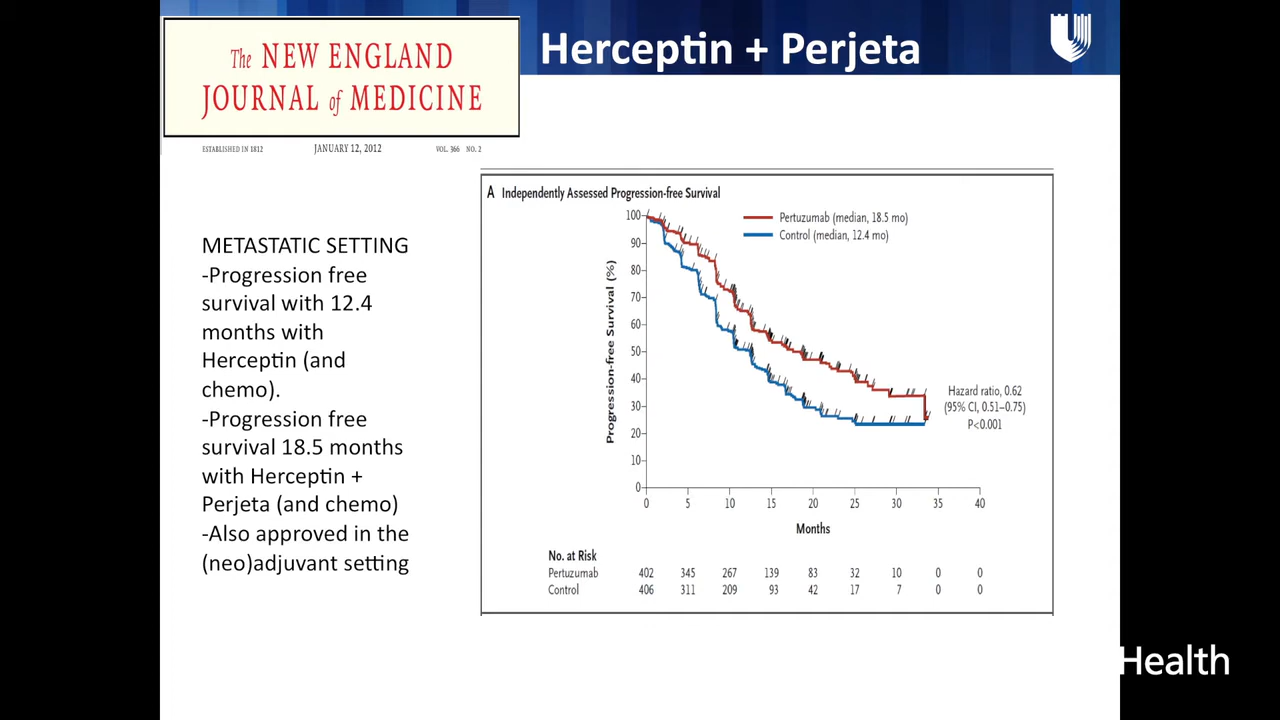 Herceptin + Perjeta
The NEW ENGLAND
JOURNAL of MEDICINE
ESTABLISHED IN 1812 JANUARY 12, 2012 VOL. 366 NO. 2
METASTATIC SETTING
-Progression free
survival with 12.4
months with
Herceptin (and
chemo).
-Progression free
survival 18.5 months
with Herceptin +
Perjeta (and chemo)
-Also approved in the
(neo)adjuvant setting
A Independently Assessed Progression-free Survival
Pertuzumab (median, 18.5 mo)
Control (median, 12.4 mo)
Progression-free Survival (%)
100
90
80
70
60
50
40
30
20
10
0
0 5 10 15 20 25 30 35 40
Months
Hazard ratio, 0.62
(95% CI, 0.51–0.75)
P<0.001
No. at Risk
Pertuzumab 402 345 267 139 83 32 10 0 0
Control 406 311 209 93 42 17 7 0 0
Health